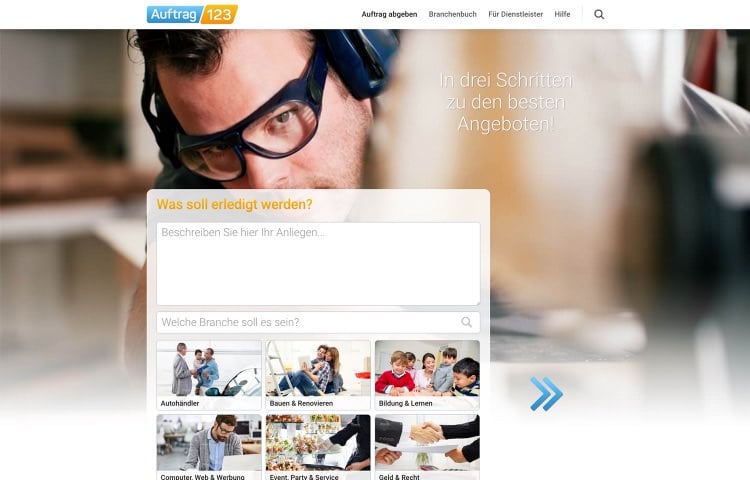 Auftrag 123
Auftrag abgeben Branchenbuch Für Dienstleister Hilfe
In drei Schritten
zu den besten
Angeboten!
Was soll erledigt werden?
Beschreiben Sie hier Ihr Anliegen...
Welche Branche soll es sein?
Autohändler Bauen & Renovieren Bildung & Lernen
Computer, Web & Werbung Event, Party & Service Geld & Recht